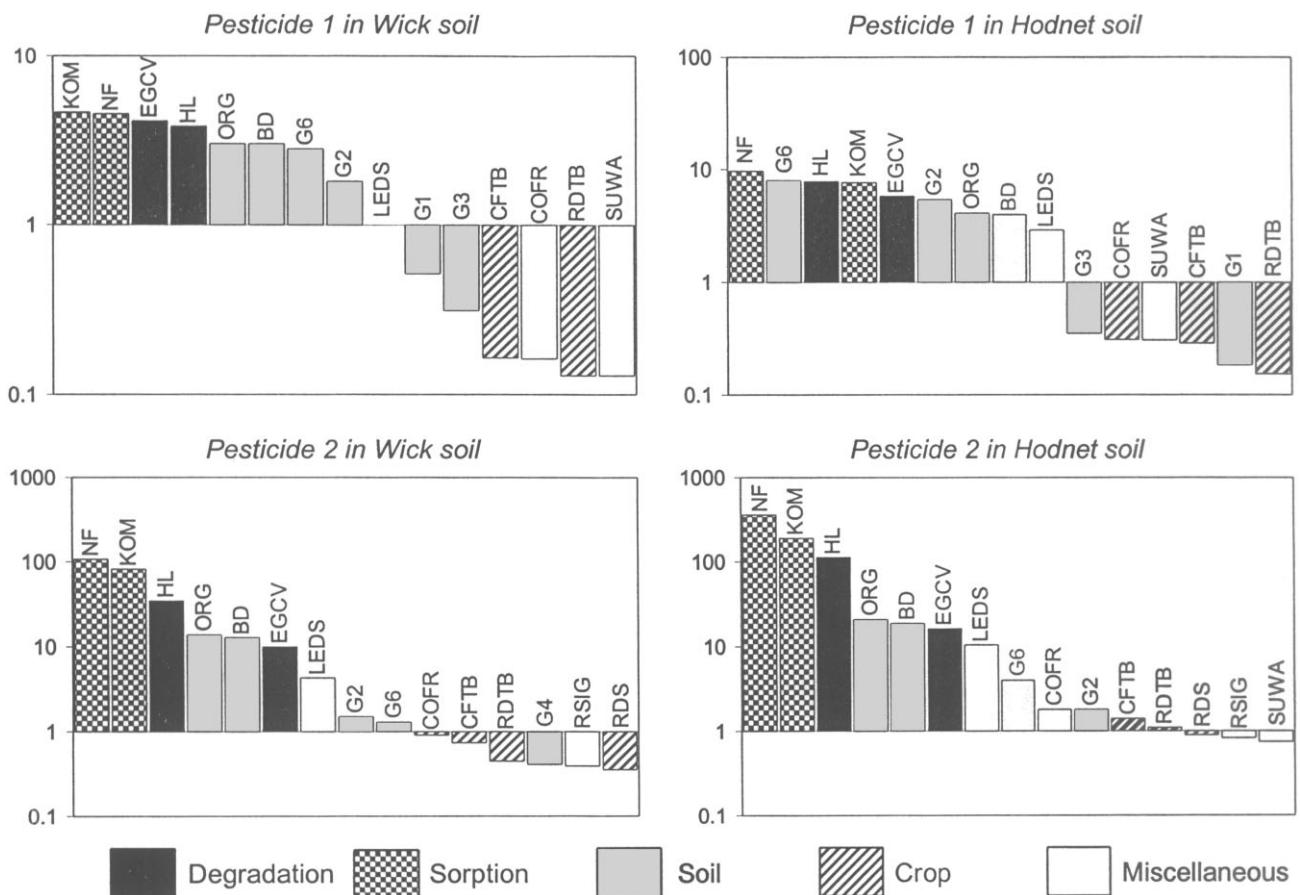 Pesticide 1 in Wick soil
10
1
0.1
KOM
NF
EGCV
HL
ORG
BD
G6
G2
LEDS
G1
G3
CFTB
COFR
RDTB
SUWA
Pesticide 1 in Hodnet soil
100
10
1
0.1
NF
G6
HL
KOM
EGCV
G2
ORG
BD
LEDS
G3
COFR
SUWA
CFTB
G1
RDTB
Pesticide 2 in Wick soil
1000
100
10
1
0.1
NF
KOM
HL
ORG
BD
EGCV
LEDS
G2
G6
COFR
CFTB
RDTB
G4
RSIG
RDS
Pesticide 2 in Hodnet soil
1000
100
10
1
0.1
NF
KOM
HL
ORG
BD
EGCV
LEDS
G6
COFR
G2
CFTB
RDTB
RDS
RSIG
SUWA
Degradation
Sorption
Soil
Crop
Miscellaneous